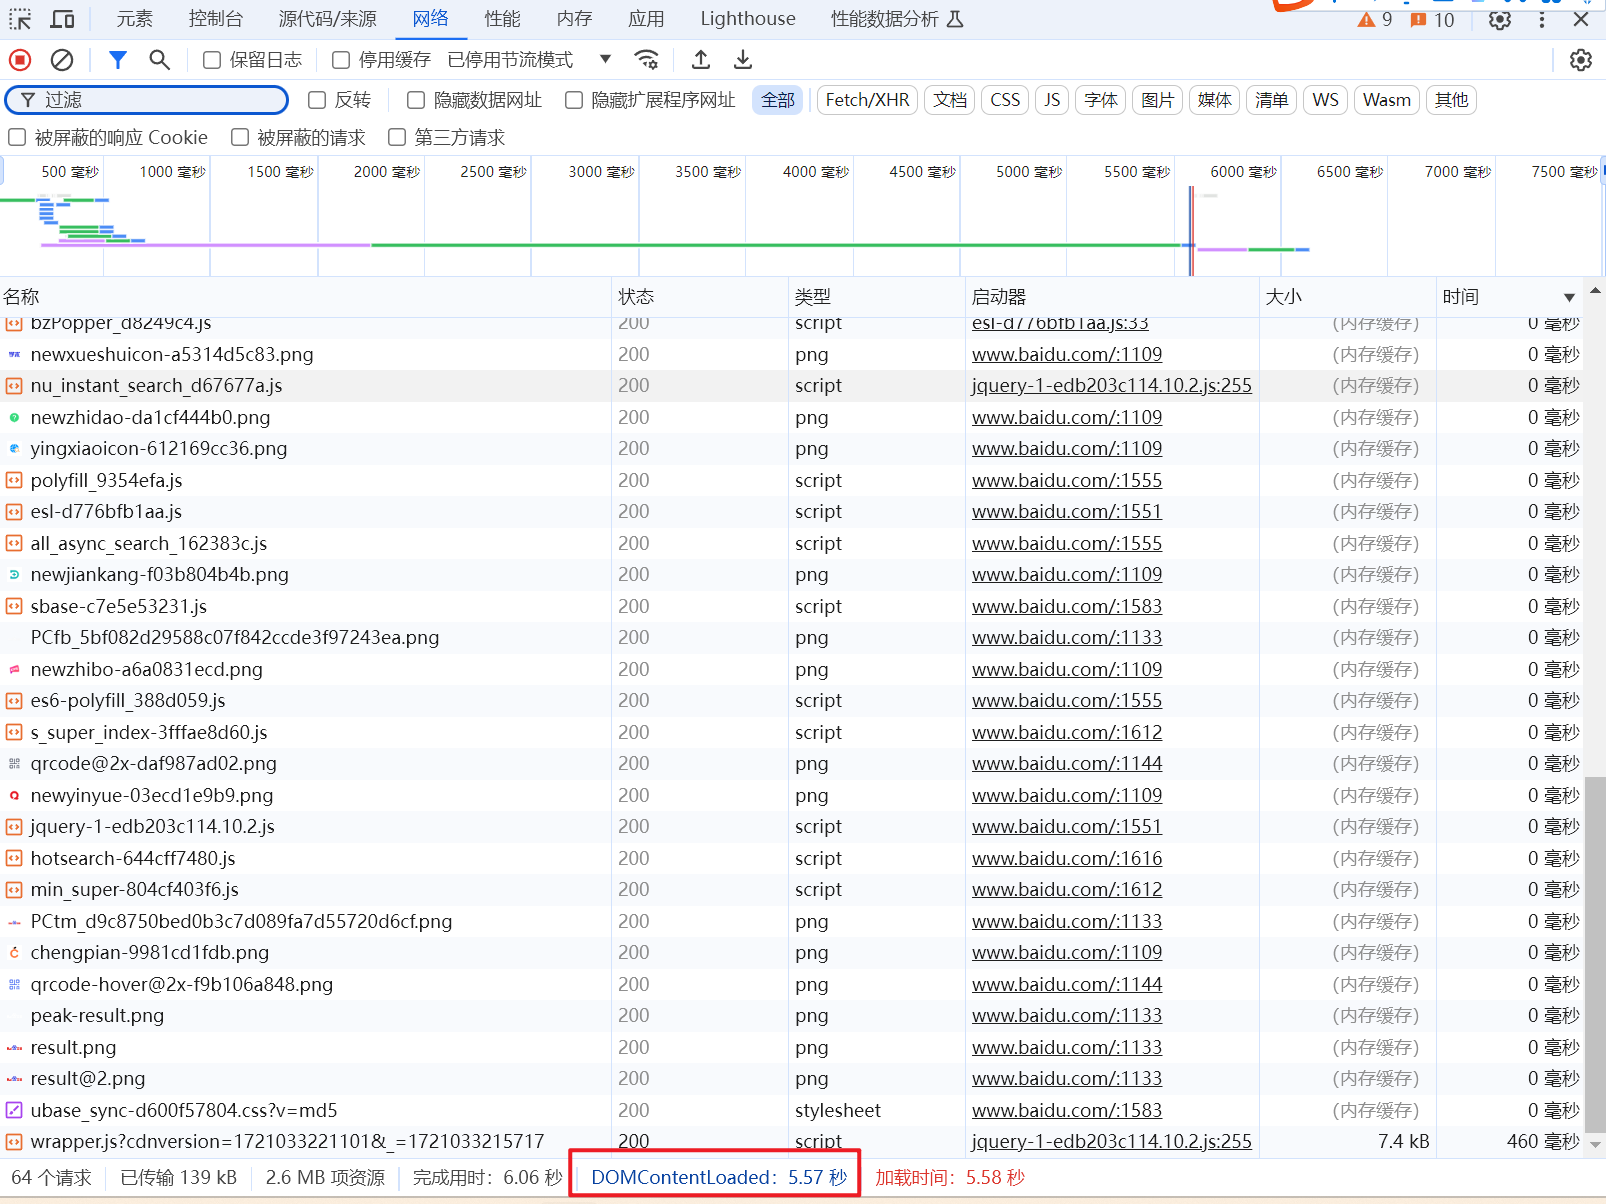 元素 控制台 源代码/来源 网络 性能 内存 应用 Lighthouse 性能数据分析 9 10
保留日志 停用缓存 已停用节流模式
过滤 反转 隐藏数据网址 隐藏扩展程序网址 全部 Fetch/XHR 文档 CSS JS 字体 图片 媒体 清单 WS Wasm 其他
被屏蔽的响应 Cookie 被屏蔽的请求 第三方请求
500 毫秒 1000 毫秒 1500 毫秒 2000 毫秒 2500 毫秒 3000 毫秒 3500 毫秒 4000 毫秒 4500 毫秒 5000 毫秒 5500 毫秒 6000 毫秒 6500 毫秒 7000 毫秒 7500 毫秒
名称 状态 类型 启动器 大小 时间
bzPopper_d8249c4.js 200 script esl-d776bfb1aa.js:33 (内存缓存) 0 毫秒
newxueshuicon-a5314d5c83.png 200 png www.baidu.com/:1109 (内存缓存) 0 毫秒
nu_instant_search_d67677a.js 200 script jquery-1-edb203c114.10.2.js:255 (内存缓存) 0 毫秒
newzhidao-da1cf444b0.png 200 png www.baidu.com/:1109 (内存缓存) 0 毫秒
yingxiaoicon-612169cc36.png 200 png www.baidu.com/:1109 (内存缓存) 0 毫秒
polyfill_9354efa.js 200 script www.baidu.com/:1555 (内存缓存) 0 毫秒
esl-d776bfb1aa.js 200 script www.baidu.com/:1551 (内存缓存) 0 毫秒
all_async_search_162383c.js 200 script www.baidu.com/:1555 (内存缓存) 0 毫秒
newjiankang-f03b804b4b.png 200 png www.baidu.com/:1109 (内存缓存) 0 毫秒
sbase-c7e5e53231.js 200 script www.baidu.com/:1583 (内存缓存) 0 毫秒
PCfb_5bf082d29588c07f842ccde3f97243ea.png 200 png www.baidu.com/:1133 (内存缓存) 0 毫秒
newzhibo-a6a0831ecd.png 200 png www.baidu.com/:1109 (内存缓存) 0 毫秒
es6-polyfill_388d059.js 200 script www.baidu.com/:1555 (内存缓存) 0 毫秒
s_super_index-3fffae8d60.js 200 script www.baidu.com/:1612 (内存缓存) 0 毫秒
qrcode@2x-daf987ad02.png 200 png www.baidu.com/:1144 (内存缓存) 0 毫秒
newyinyue-03ecd1e9b9.png 200 png www.baidu.com/:1109 (内存缓存) 0 毫秒
jquery-1-edb203c114.10.2.js 200 script www.baidu.com/:1551 (内存缓存) 0 毫秒
hotsearch-644cff7480.js 200 script www.baidu.com/:1616 (内存缓存) 0 毫秒
min_super-804cf403f6.js 200 script www.baidu.com/:1612 (内存缓存) 0 毫秒
PCtm_d9c8750bed0b3c7d089fa7d55720d6cf.png 200 png www.baidu.com/:1133 (内存缓存) 0 毫秒
chengpian-9981cd1fdb.png 200 png www.baidu.com/:1109 (内存缓存) 0 毫秒
qrcode-hover@2x-f9b106a848.png 200 png www.baidu.com/:1144 (内存缓存) 0 毫秒
peak-result.png 200 png www.baidu.com/:1133 (内存缓存) 0 毫秒
result.png 200 png www.baidu.com/:1133 (内存缓存) 0 毫秒
result@2.png 200 png www.baidu.com/:1133 (内存缓存) 0 毫秒
ubase_sync-d600f57804.css?v=md5 200 stylesheet www.baidu.com/:1583 (内存缓存) 0 毫秒
wrapper.js?cdnversion=1721033221101&_=1721033215717 200 script jquery-1-edb203c114.10.2.js:255 7.4 kB 460 毫秒
64 个请求 已传输 139 kB 2.6 MB 项资源 完成用时：6.06 秒 DOMContentLoaded：5.57 秒 加载时间：5.58 秒